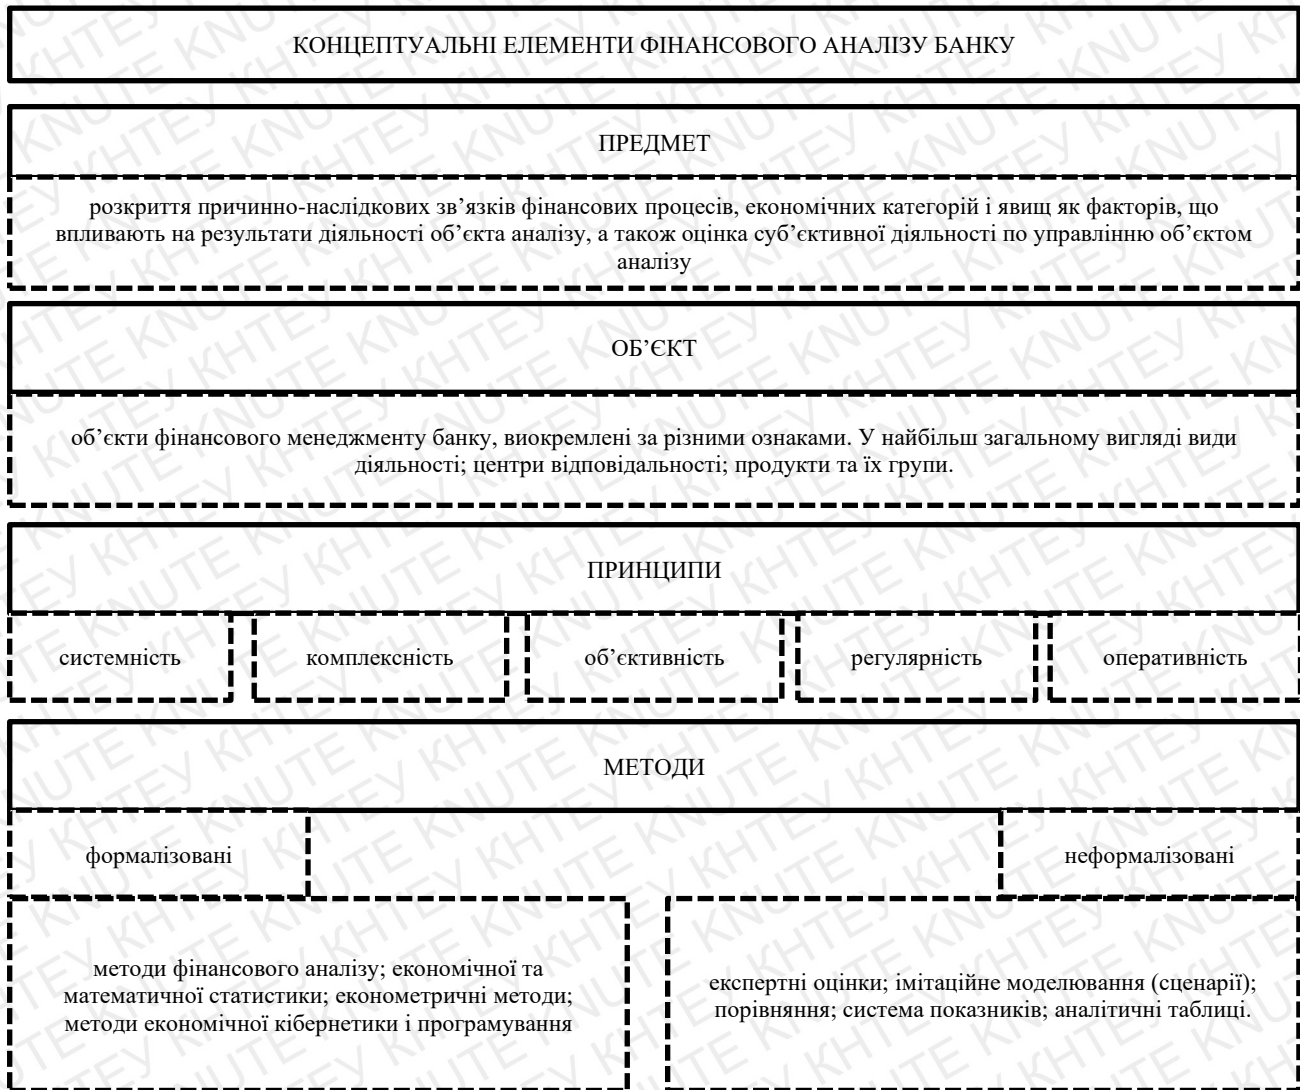 КОНЦЕПТУАЛЬНІ ЕЛЕМЕНТИ ФІНАНСОВОГО АНАЛІЗУ БАНКУ
ПРЕДМЕТ
розкриття причинно-наслідкових зв’язків фінансових процесів, економічних категорій і явищ як факторів, що
впливають на результати діяльності об’єкта аналізу, а також оцінка суб’єктивної діяльності по управлінню об’єктом
аналізу
ОБ’ЄКТ
об’єкти фінансового менеджменту банку, виокремлені за різними ознаками. У найбільш загальному вигляді види
діяльності; центри відповідальності; продукти та їх групи.
ПРИНЦИПИ
системність комплексність об’єктивність регулярність оперативність
МЕТОДИ
формалізовані неформалізовані
методи фінансового аналізу; економічної та
математичної статистики; економетричні методи;
методи економічної кібернетики і програмування
експертні оцінки; імітаційне моделювання (сценарії);
порівняння; система показників; аналітичні таблиці.